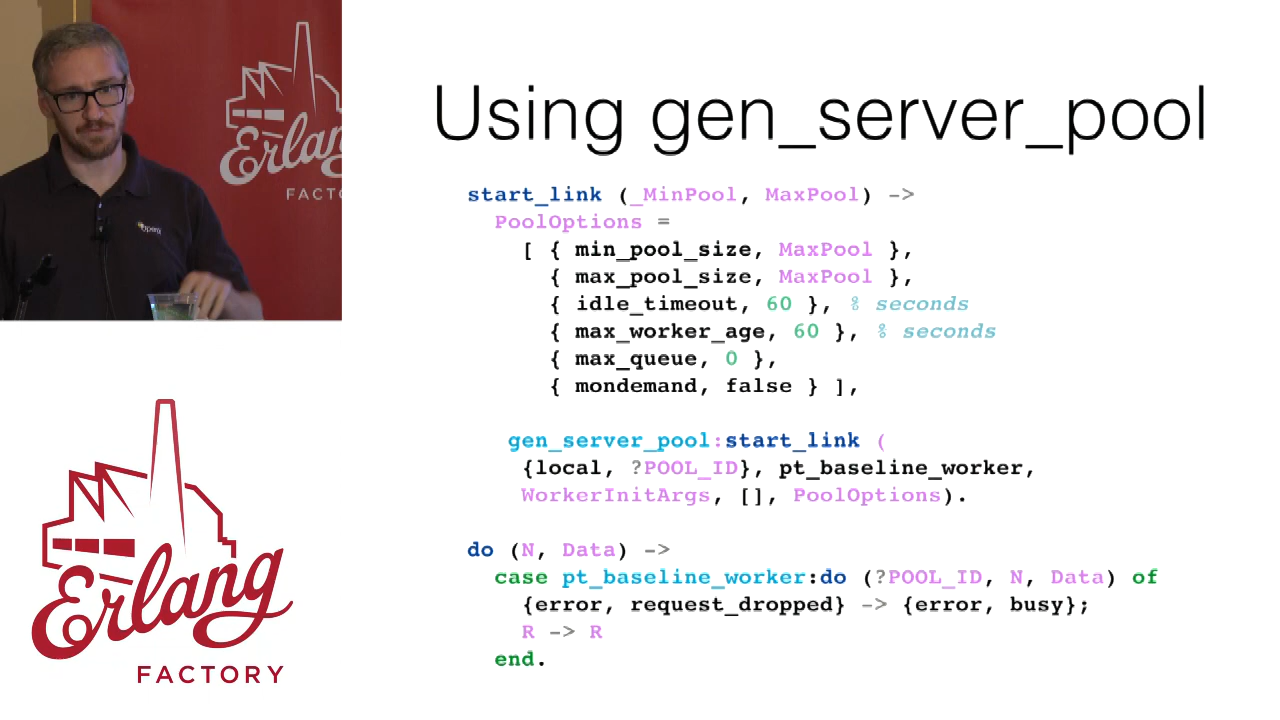 Erlang
FACTORY
Using gen_server_pool
start_link (_MinPool, MaxPool) ->
PoolOptions =
[ { min_pool_size, MaxPool },
{ max_pool_size, MaxPool },
{ idle_timeout, 60 }, % seconds
{ max_worker_age, 60 }, % seconds
{ max_queue, 0 },
{ mondemand, false } ],
gen_server_pool:start_link (
{local, ?POOL_ID}, pt_baseline_worker,
WorkerInitArgs, [], PoolOptions).
do (N, Data) ->
case pt_baseline_worker:do (?POOL_ID, N, Data) of
{error, request_dropped} -> {error, busy};
R -> R
end.
Erlang
FACTORY